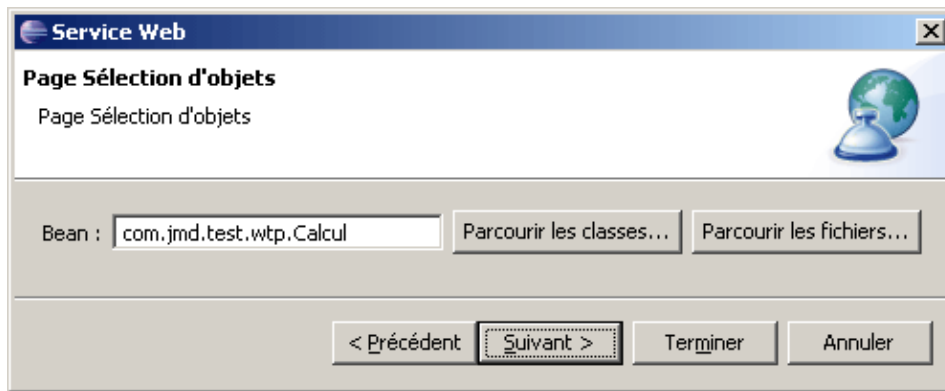 Service Web
Page Sélection d'objets
Page Sélection d'objets
Bean : com.jmd.test.wtp.Calcul Parcourir les classes... Parcourir les fichiers...
< Précédent Suivant > Terminer Annuler